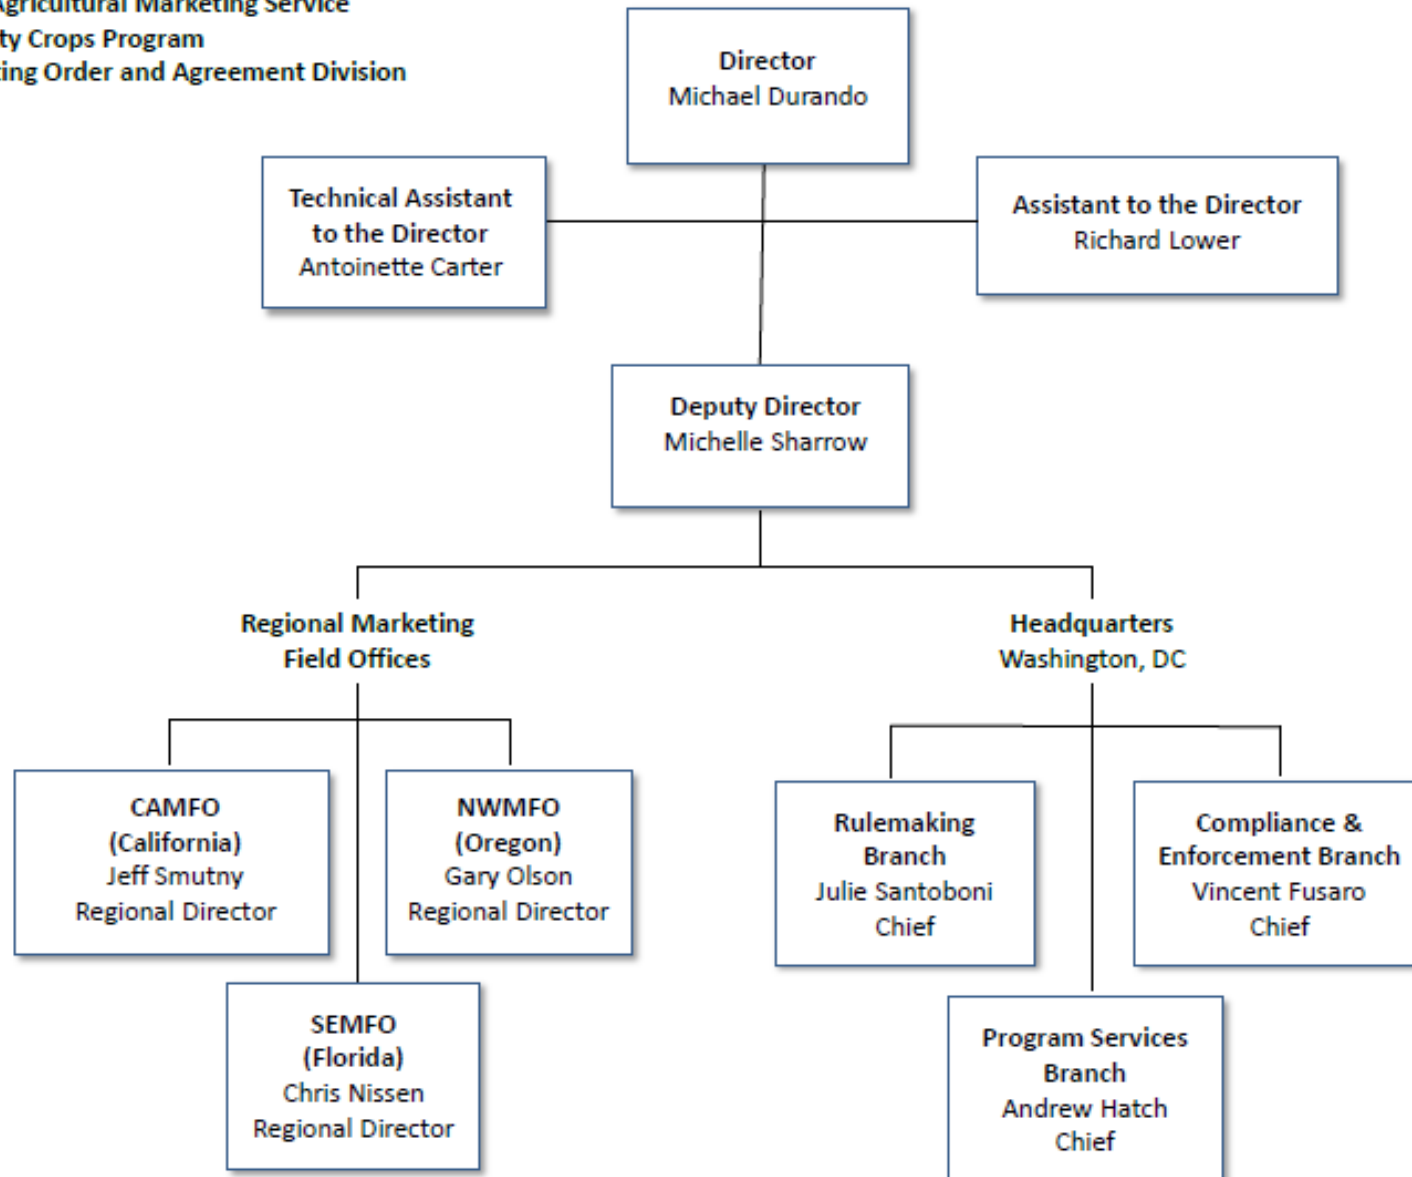 Agricultural Marketing Service
ty Crops Program
ting Order and Agreement Division
Director
Michael Durando
Technical Assistant
to the Director
Antoinette Carter
Assistant to the Director
Richard Lower
Deputy Director
Michelle Sharrow
Regional Marketing
Field Offices
Headquarters
Washington, DC
CAMFO
(California)
Jeff Smutny
Regional Director
NWMFO
(Oregon)
Gary Olson
Regional Director
SEMFO
(Florida)
Chris Nissen
Regional Director
Rulemaking
Branch
Julie Santoboni
Chief
Compliance &
Enforcement Branch
Vincent Fusaro
Chief
Program Services
Branch
Andrew Hatch
Chief